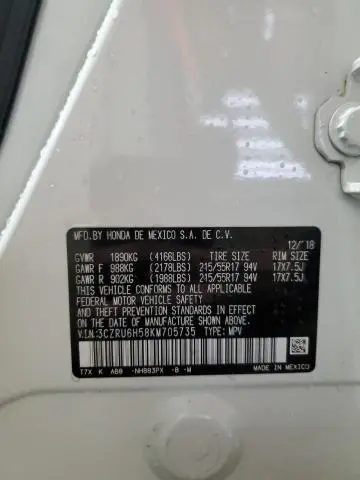 MFD.BY HONDA DE MEXICO S.A. DE C.V.
12/'18
GVWR 1890KG (4166LBS) TIRE SIZE RIM SIZE
GAWR F 988KG (2178LBS) 215/55R17 94V 17X7.5J
GAWR R 902KG (1988LBS) 215/55R17 94V 17X7.5J
THIS VEHICLE CONFORMS TO ALL APPLICABLE
FEDERAL MOTOR VEHICLE SAFETY, BUMPER,
AND THEFT PREVENTION STANDARDS IN EFFECT
ON THE DATE OF MANUFACTURE SHOWN ABOVE.
V.I.N:3CZRU6H58KM705735 TYPE: MPV
T7X K AB0 -NH883PX -B -M
MADE IN MEXICO